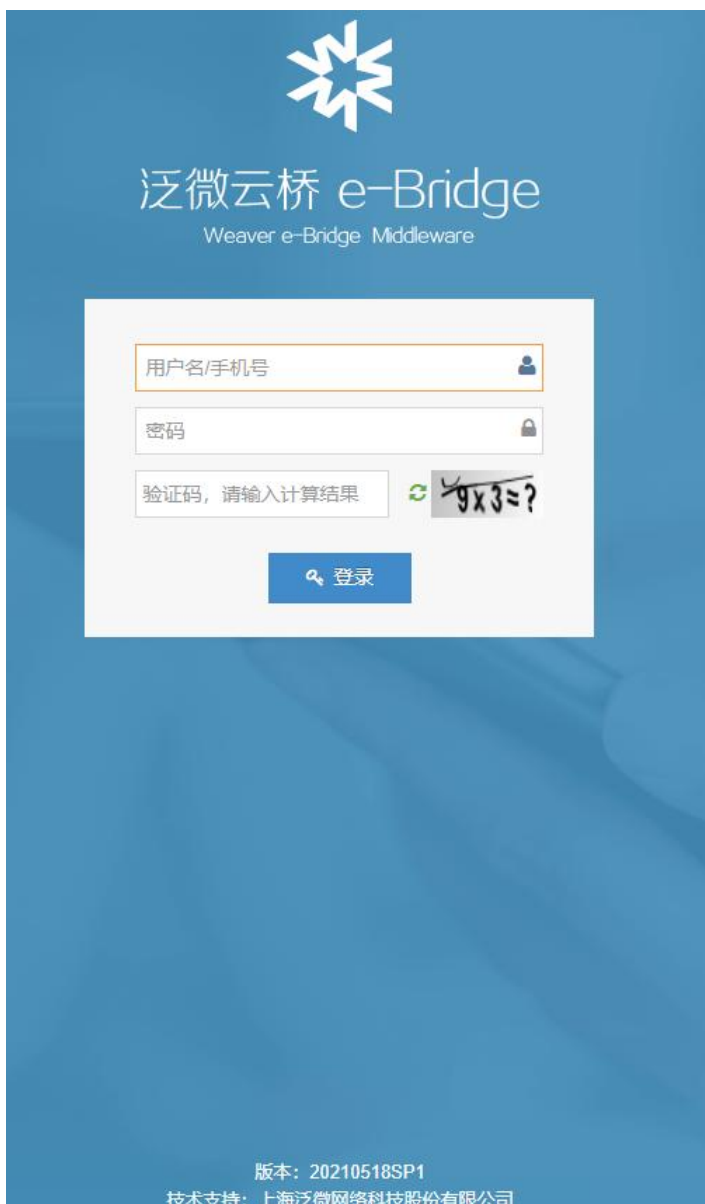 泛微云桥 e-Bridge
Weaver e-Bridge Middleware
用户名/手机号
密码
验证码，请输入计算结果
9x3=?
登录
版本：20210518SP1
技术支持：上海泛微网络科技股份有限公司